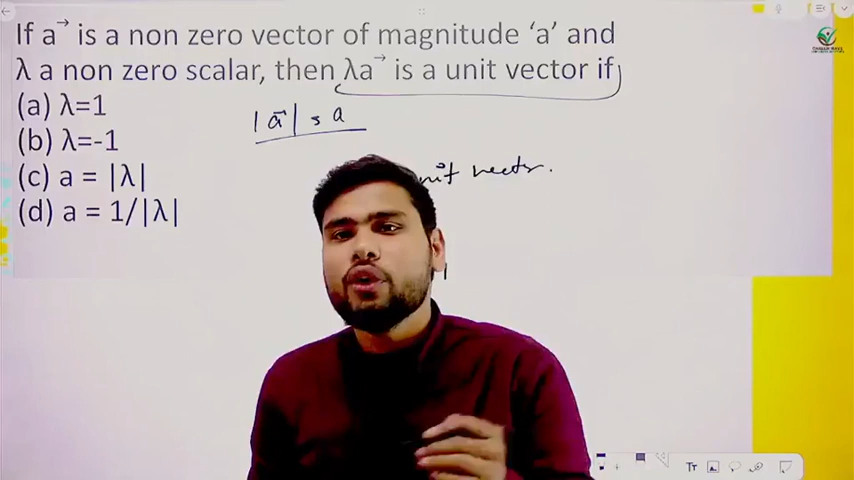 If a⃗ is a non zero vector of magnitude ‘a’ and
λ a non zero scalar, then λa⃗ is a unit vector if
(a) λ=1
(b) λ=-1
(c) a = |λ|
(d) a = 1/|λ|
|a⃗| = a
vector.
Tт